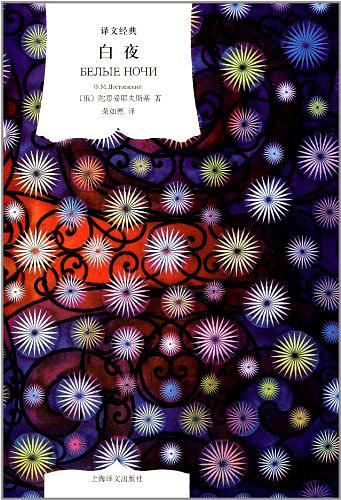 译文经典
白夜
БЕЛЫЕ НОЧИ
Ф.М.Достоевский
〔俄〕陀思妥耶夫斯基 著
荣如德 译
上海译文出版社